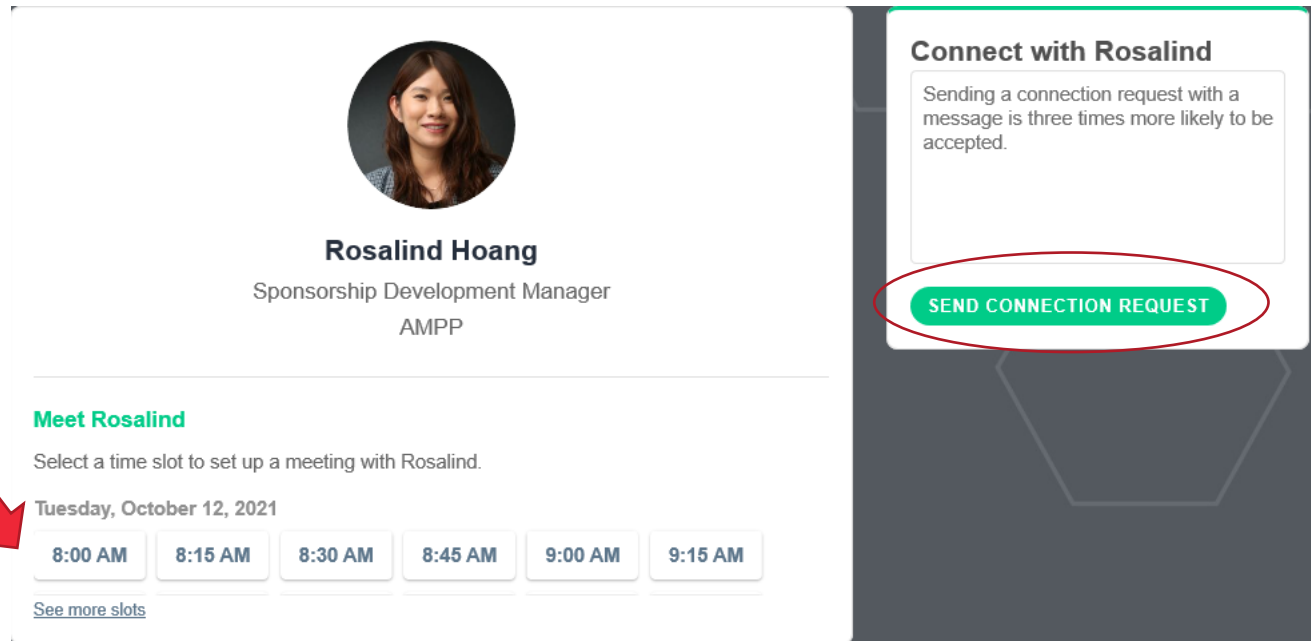 Rosalind Hoang
Sponsorship Development Manager
AMPP
Meet Rosalind
Select a time slot to set up a meeting with Rosalind.
Tuesday, October 12, 2021
8:00 AM 8:15 AM 8:30 AM 8:45 AM 9:00 AM 9:15 AM
See more slots
Connect with Rosalind
Sending a connection request with a
message is three times more likely to be
accepted.
SEND CONNECTION REQUEST